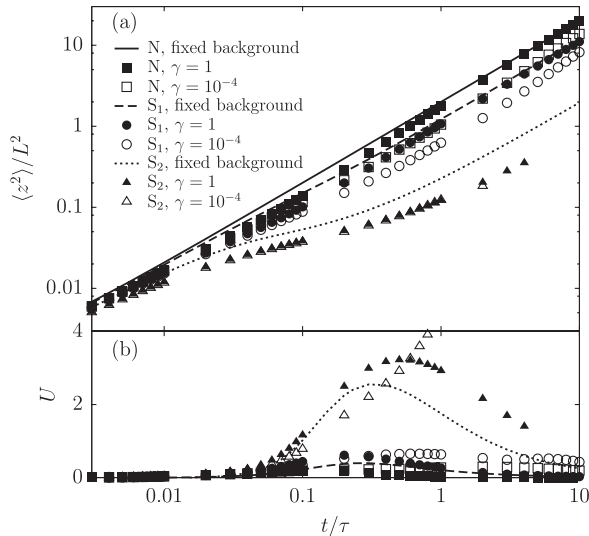 (a)
10
1
0.1
0.01
⟨z²⟩/L²
N, fixed background
N, γ = 1
N, γ = 10⁻⁴
S₁, fixed background
S₁, γ = 1
S₁, γ = 10⁻⁴
S₂, fixed background
S₂, γ = 1
S₂, γ = 10⁻⁴
(b)
4
2
0
U
0.01 0.1 1 10
t/τ